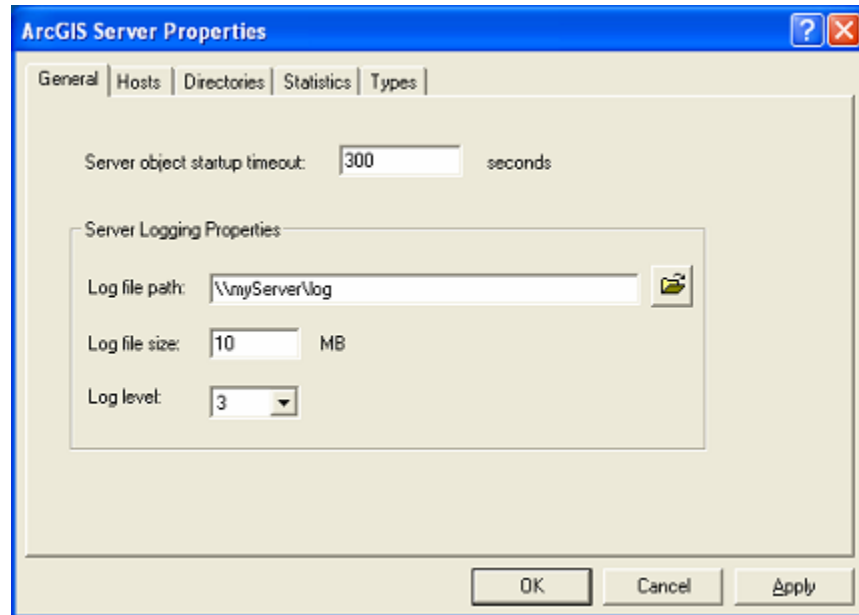 ArcGIS Server Properties
General Hosts Directories Statistics Types
Server object startup timeout: 300 seconds
Server Logging Properties
Log file path: \\myServer\log
Log file size: 10 MB
Log level: 3
OK Cancel Apply